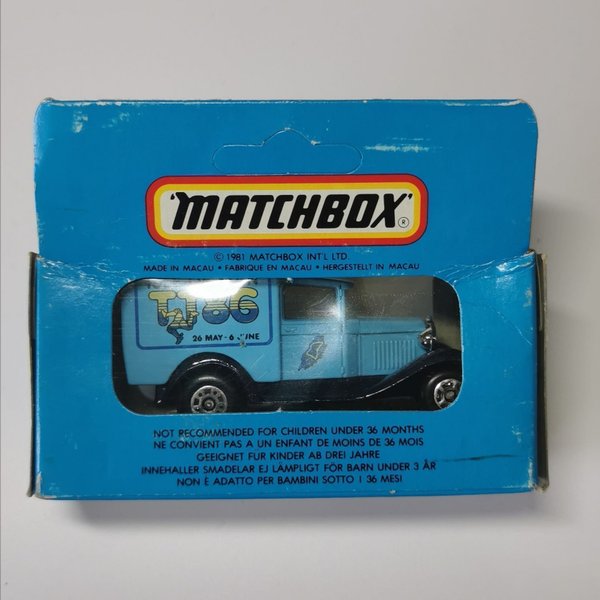 MATCHBOX
®
© 1981 MATCHBOX INT'L LTD.
MADE IN MACAU • FABRIQUE EN MACAU • HERGESTELLT IN MACAU
TT86
26 MAY - 6 JUNE
NOT RECOMMENDED FOR CHILDREN UNDER 36 MONTHS
NE CONVIENT PAS A UN ENFANT DE MOINS DE 36 MOIS
GEEIGNET FUR KINDER AB DREI JAHRE
INNEHALLER SMADELAR EJ LÄMPLIGT FÖR BARN UNDER 3 ÅR
NON È ADATTO PER BAMBINI SOTTO I 36 MESI